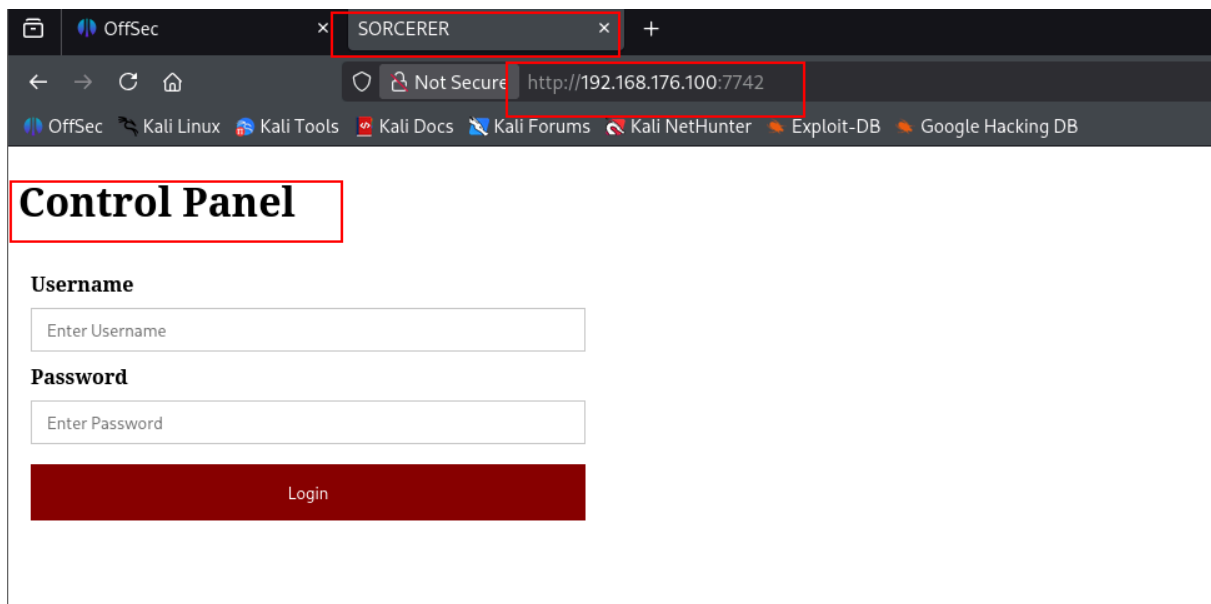 OffSec × SORCERER × +
Not Secure http://192.168.176.100:7742
OffSec Kali Linux Kali Tools Kali Docs Kali Forums Kali NetHunter Exploit-DB Google Hacking DB
Control Panel
Username
Enter Username
Password
Enter Password
Login